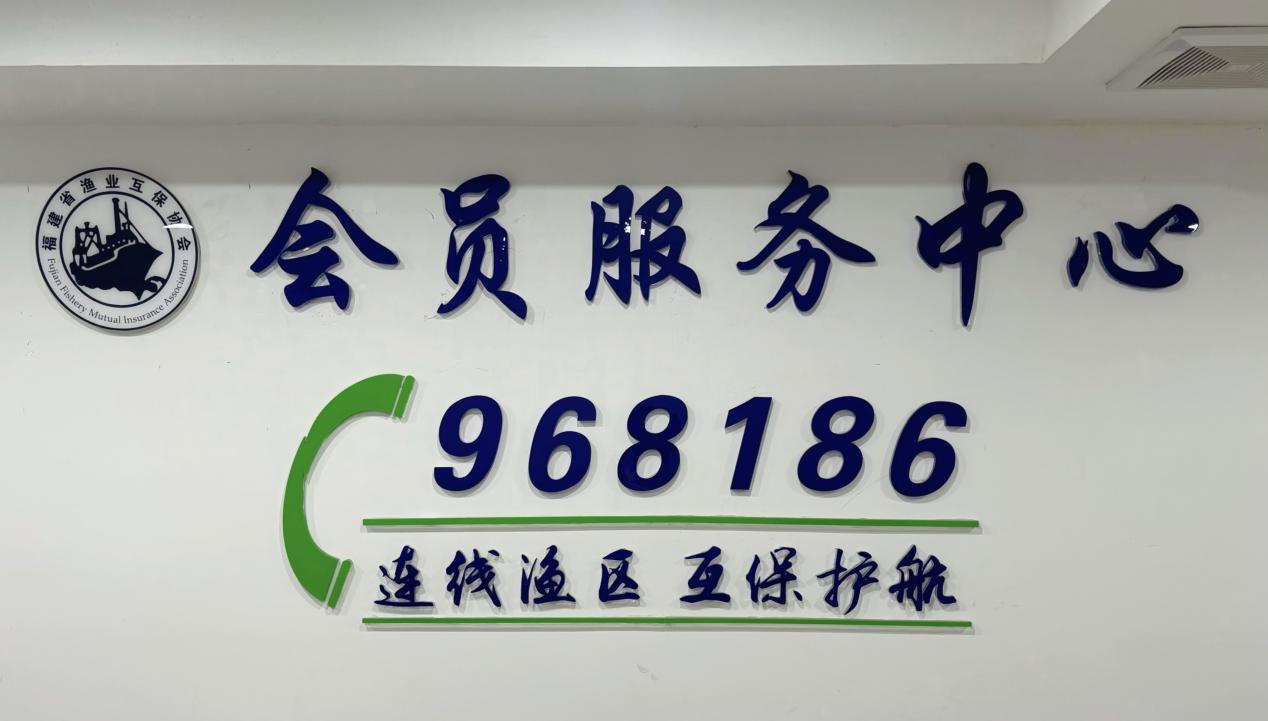 福建省渔业互保协会
Fujian Fishery Mutual Insurance Association
会员服务中心
968186
连线渔区 互保护航